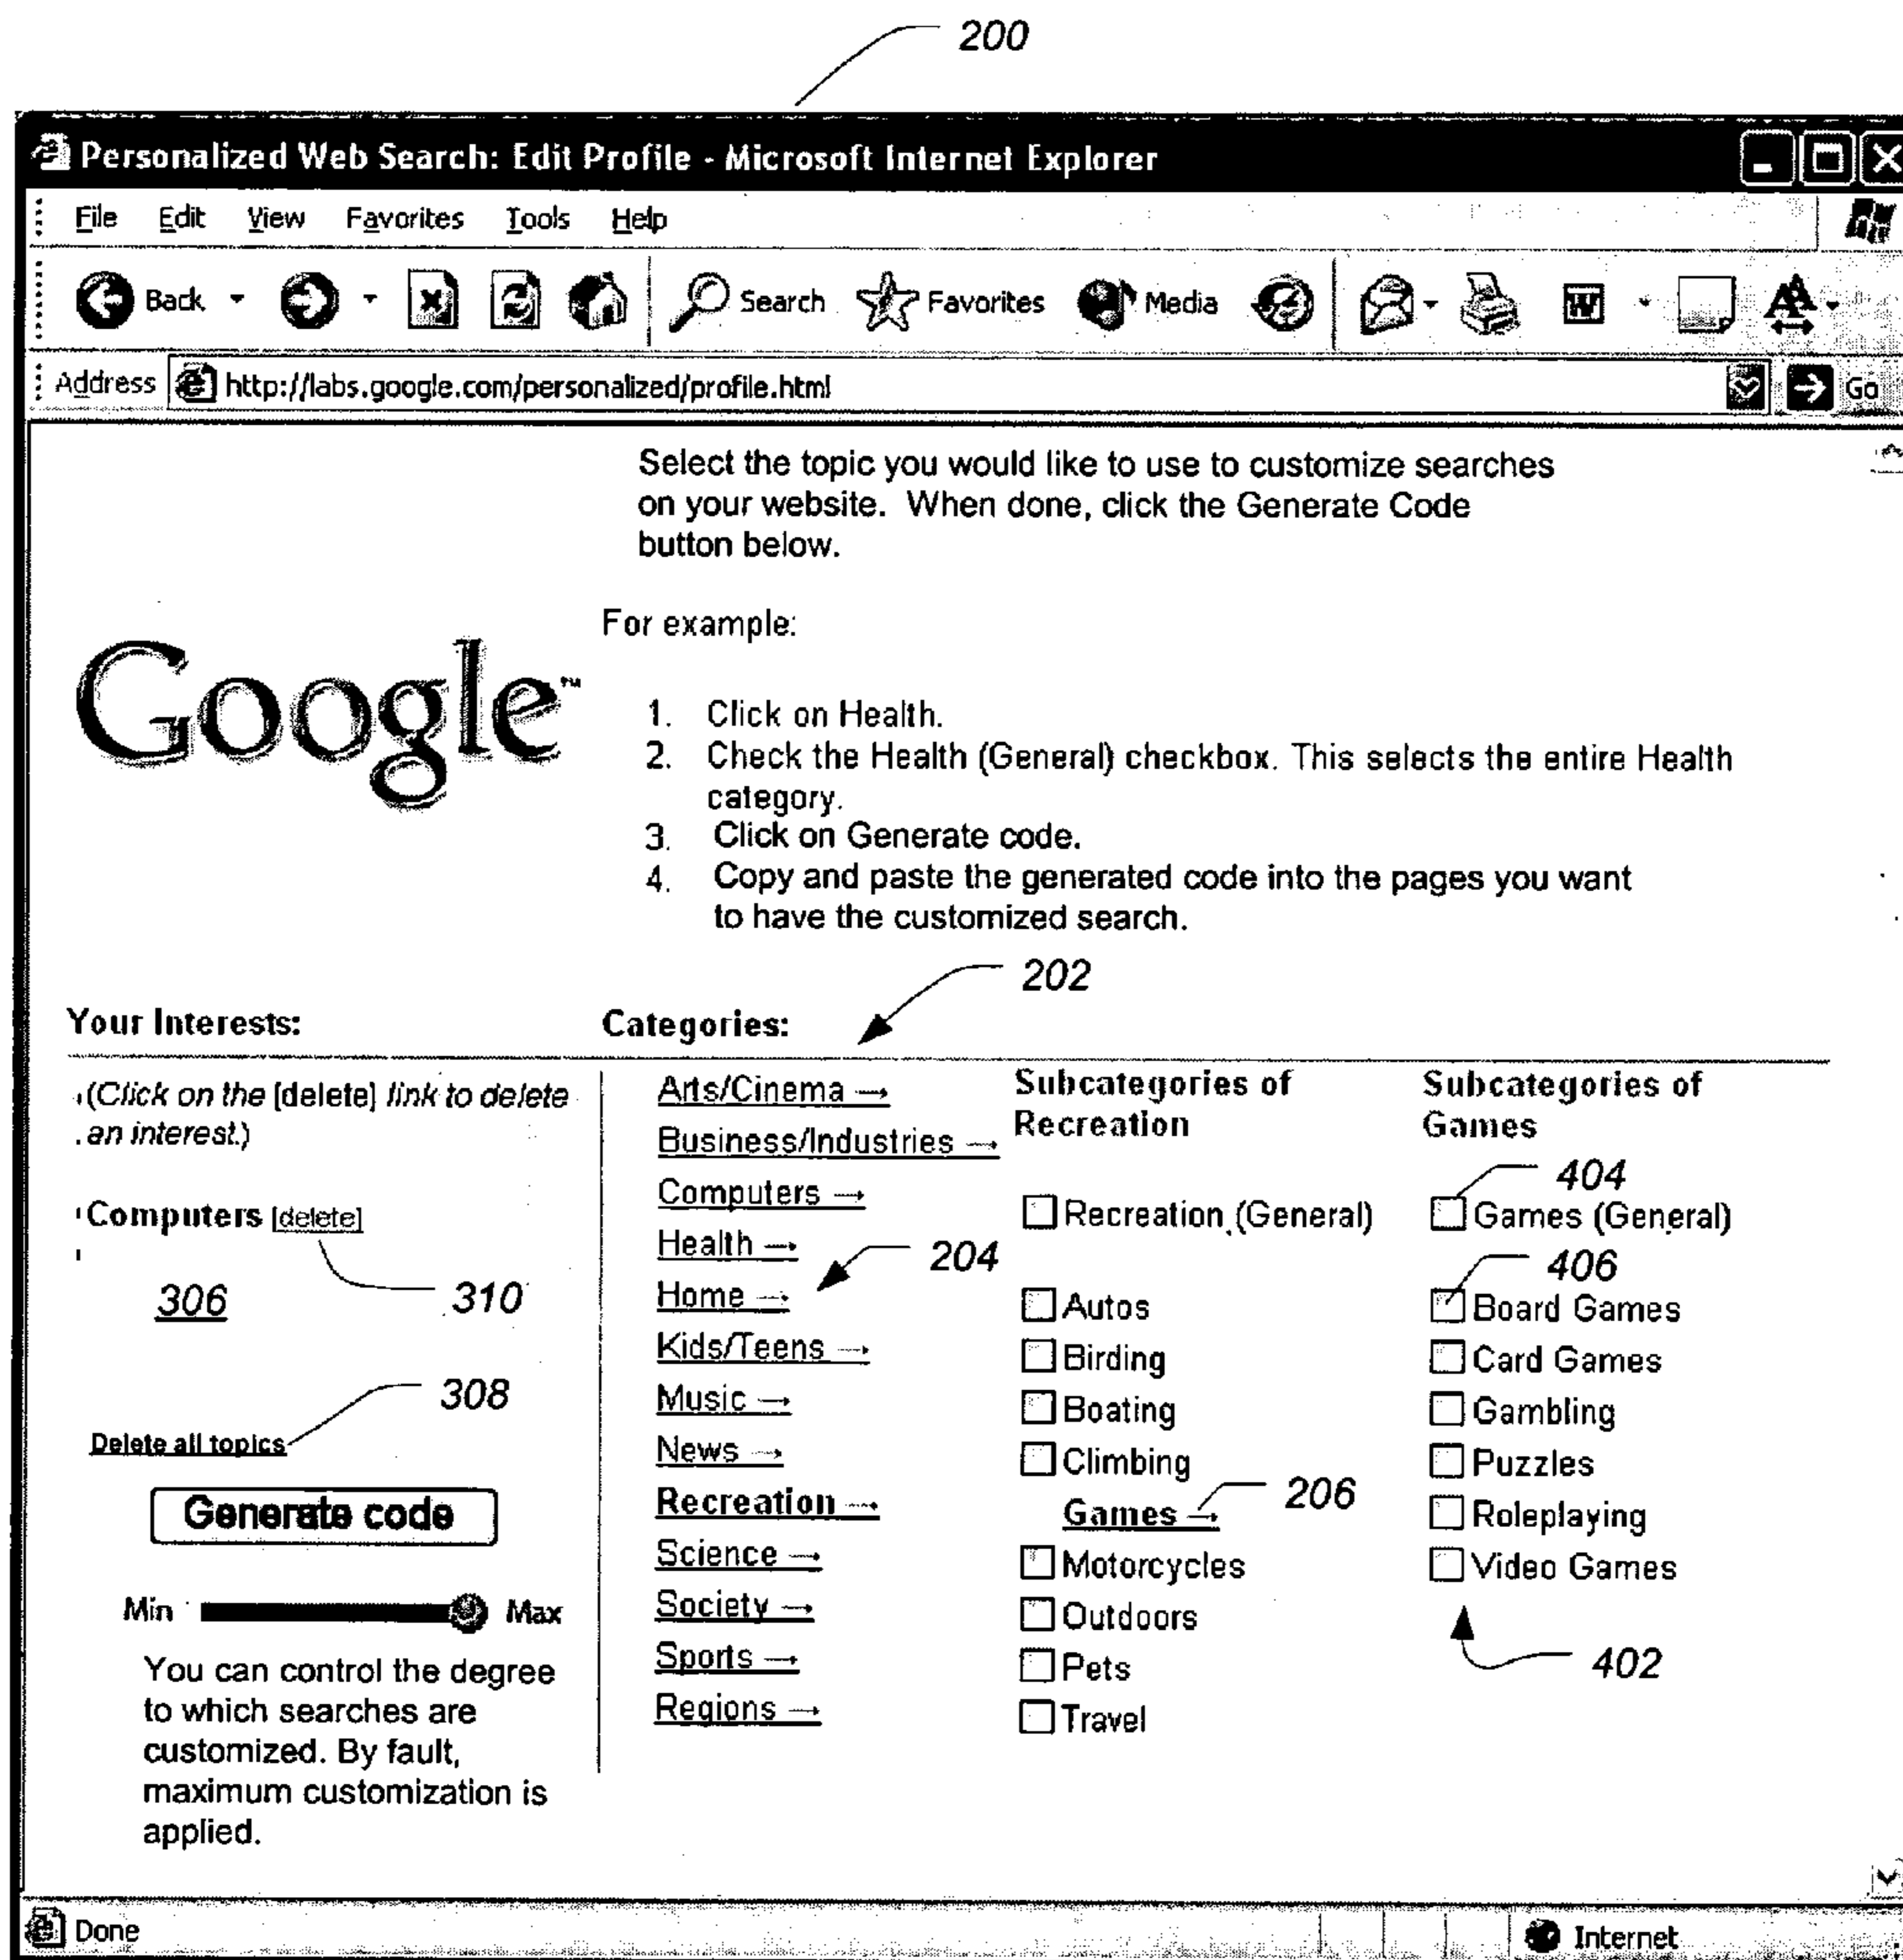 200
Personalized Web Search: Edit Profile - Microsoft Internet Explorer
File Edit View Favorites Tools Help
Back Search Favorites Media W
Address http://labs.google.com/personalized/profile.html Go
Select the topic you would like to use to customize searches
on your website. When done, click the Generate Code
button below.
For example:
Google™
1. Click on Health.
2. Check the Health (General) checkbox. This selects the entire Health
category.
3. Click on Generate code.
4. Copy and paste the generated code into the pages you want
to have the customized search.
202
Your Interests:
(Click on the [delete] link to delete
an interest.)
Computers [delete]
306 310
308
Delete all topics
Generate code
Min Max
You can control the degree
to which searches are
customized. By fault,
maximum customization is
applied.
Categories:
Arts/Cinema →
Business/Industries →
Computers →
Health →
204
Home →
Kids/Teens →
Music →
News →
Recreation →
Science →
Society →
Sports →
Regions →
Subcategories of
Recreation
Recreation (General)
Autos
Birding
Boating
Climbing
Games → 206
Motorcycles
Outdoors
Pets
Travel
Subcategories of
Games
404
Games (General)
406
Board Games
Card Games
Gambling
Puzzles
Roleplaying
Video Games
402
Done Internet